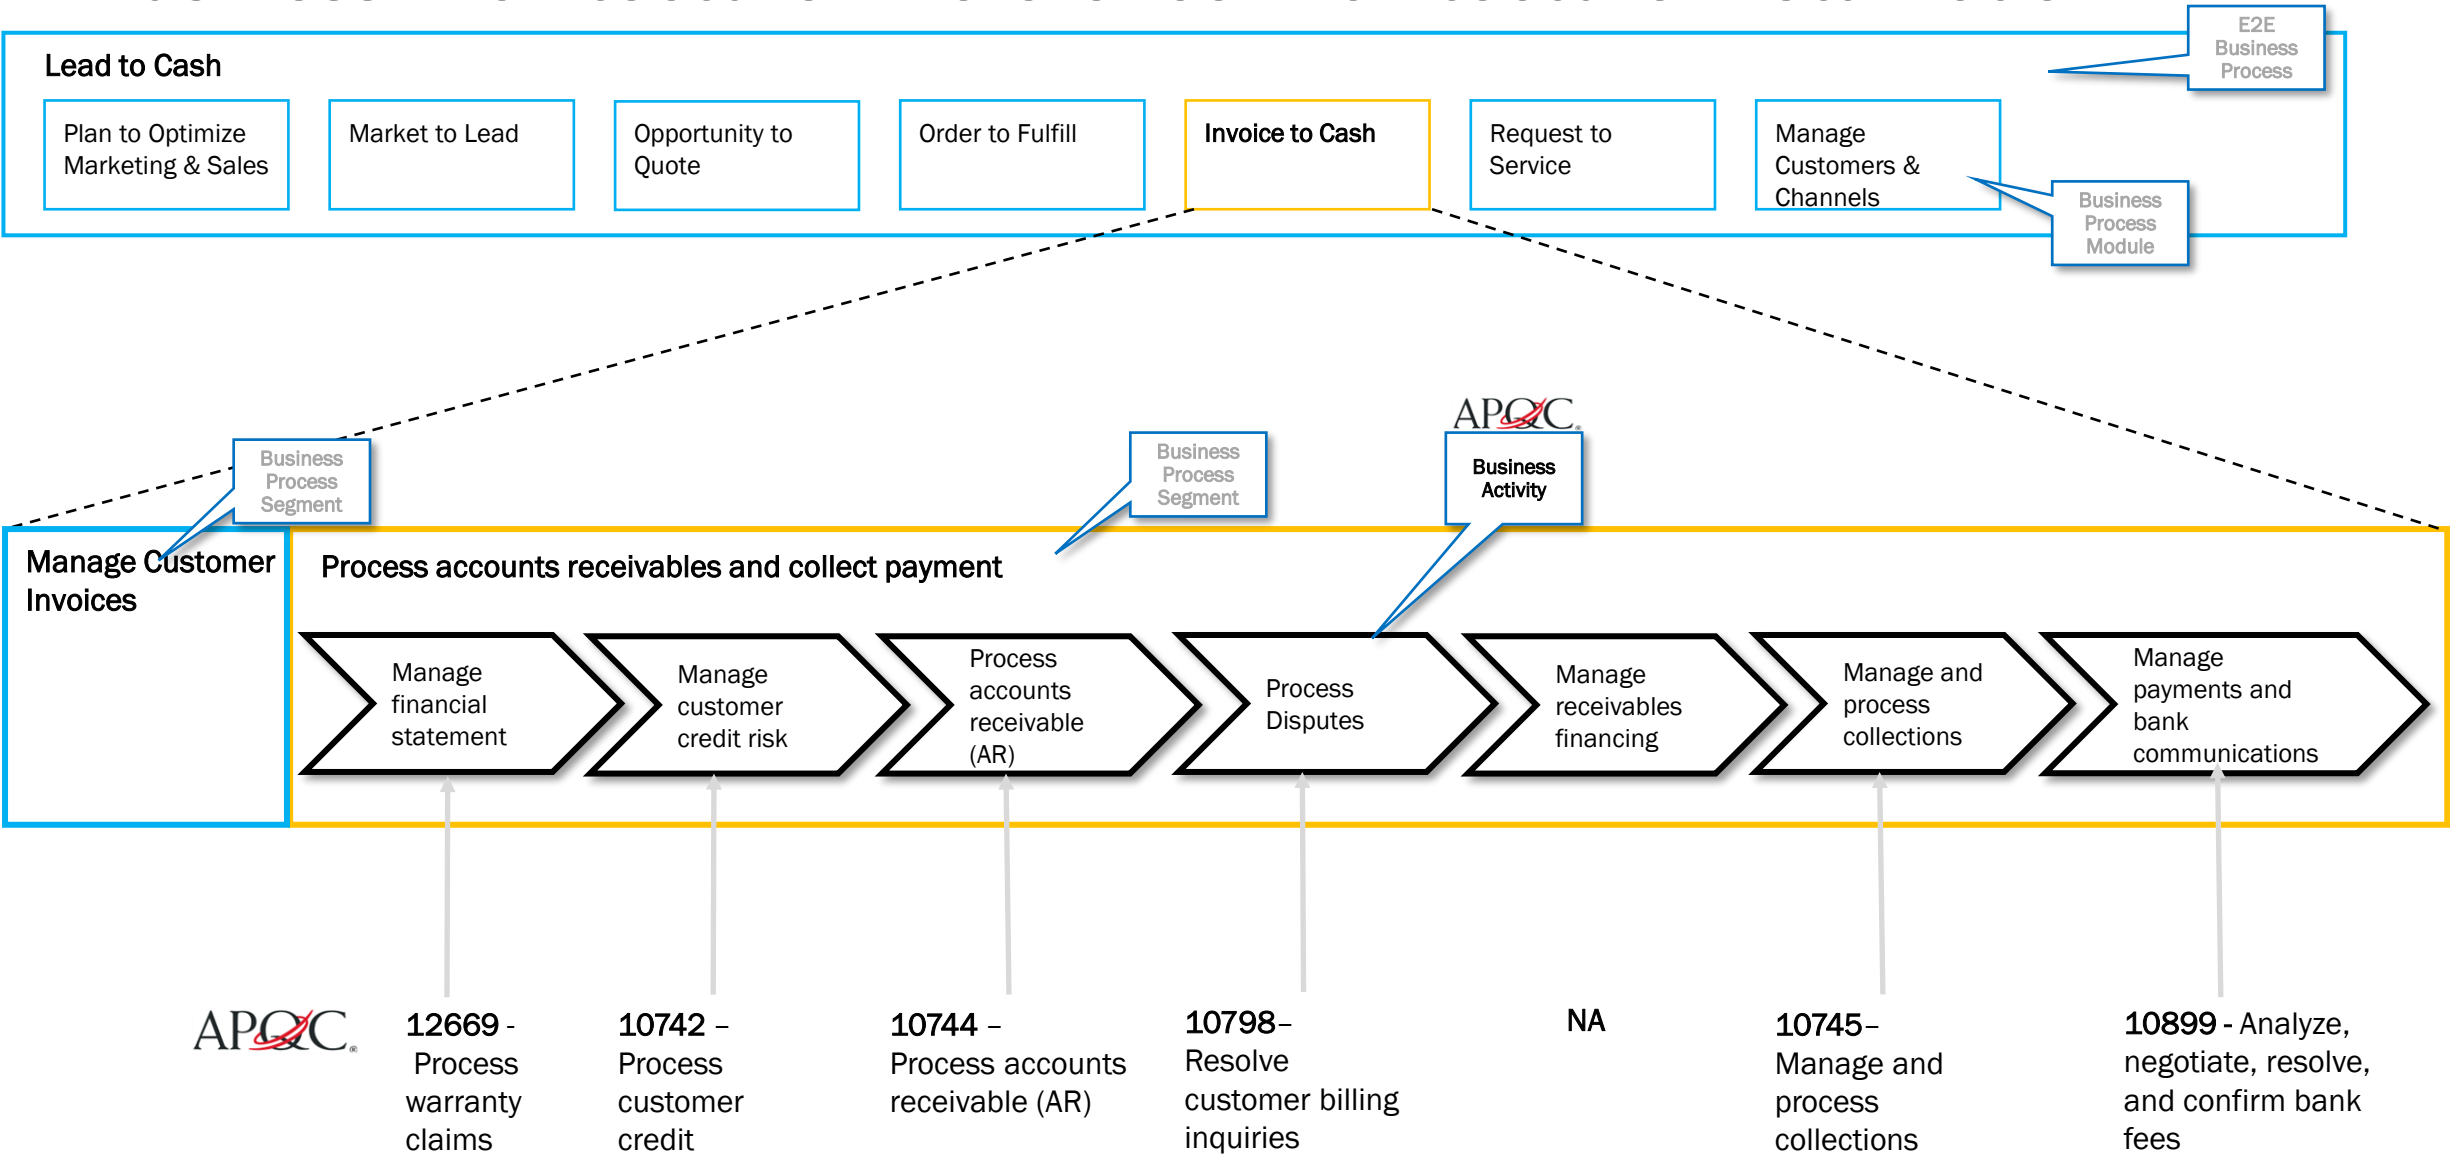 E2E
Business
Process
Lead to Cash
Plan to Optimize
Marketing & Sales
Market to Lead
Opportunity to
Quote
Order to Fulfill
Invoice to Cash
Request to
Service
Manage
Customers &
Channels
Business
Process
Module
Business
Process
Segment
Business
Process
Segment
APQC®
Business
Activity
Manage Customer
Invoices
Process accounts receivables and collect payment
Manage
financial
statement
Manage
customer
credit risk
Process
accounts
receivable
(AR)
Process
Disputes
Manage
receivables
financing
Manage and
process
collections
Manage
payments and
bank
communications
APQC®
12669 -
Process
warranty
claims
10742 –
Process
customer
credit
10744 –
Process accounts
receivable (AR)
10798–
Resolve
customer billing
inquiries
NA
10745–
Manage and
process
collections
10899 - Analyze,
negotiate, resolve,
and confirm bank
fees